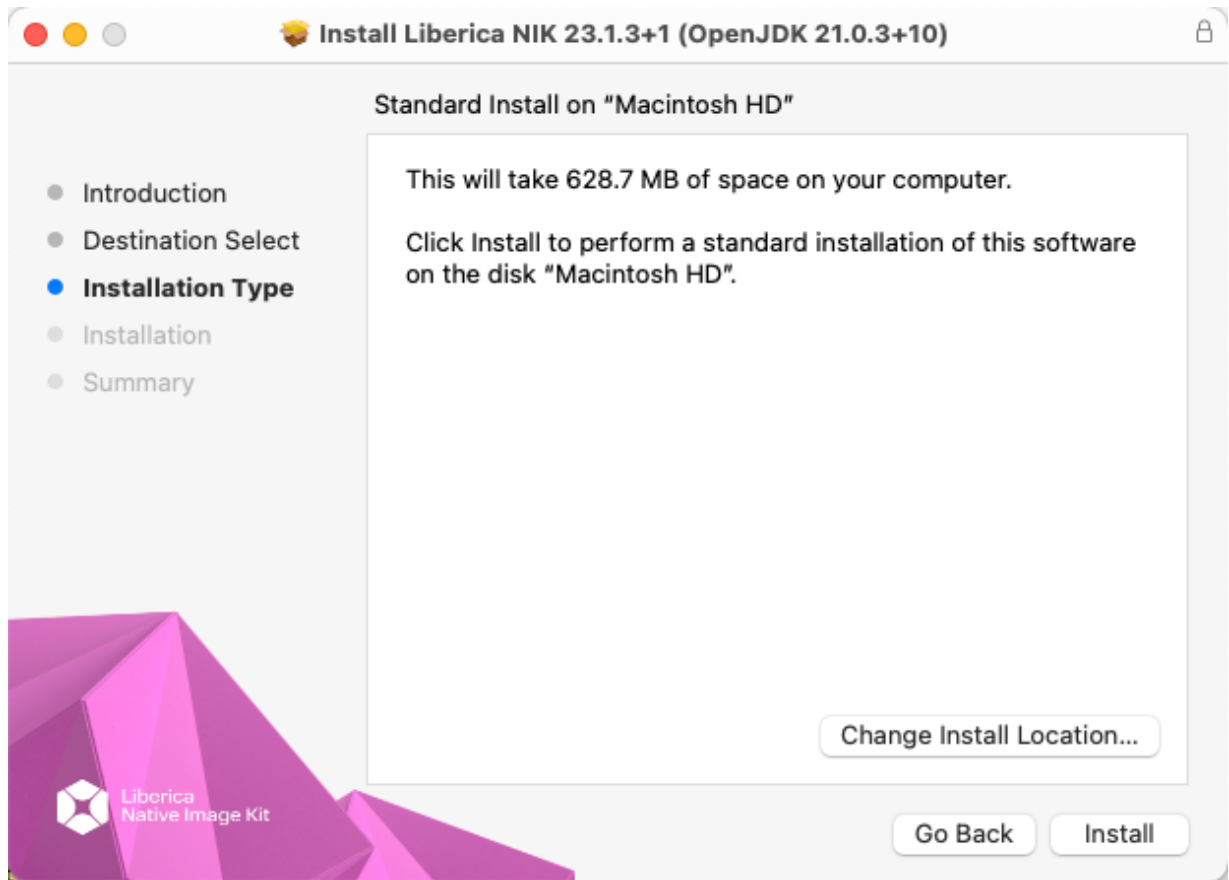 Install Liberica NIK 23.1.3+1 (OpenJDK 21.0.3+10)
Standard Install on “Macintosh HD”
Introduction
Destination Select
Installation Type
Installation
Summary
This will take 628.7 MB of space on your computer.
Click Install to perform a standard installation of this software
on the disk “Macintosh HD”.
Change Install Location...
Liberica
Native Image Kit
Go Back
Install